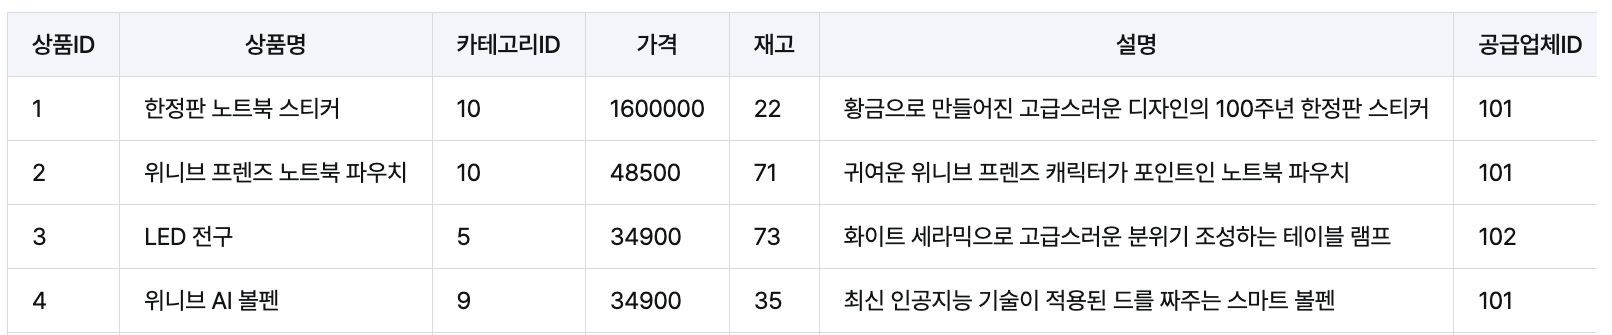 상품ID 상품명 카테고리ID 가격 재고 설명 공급업체ID
1 한정판 노트북 스티커 10 1600000 22 황금으로 만들어진 고급스러운 디자인의 100주년 한정판 스티커 101
2 위니브 프렌즈 노트북 파우치 10 48500 71 귀여운 위니브 프렌즈 캐릭터가 포인트인 노트북 파우치 101
3 LED 전구 5 34900 73 화이트 세라믹으로 고급스러운 분위기 조성하는 테이블 램프 102
4 위니브 AI 볼펜 9 34900 35 최신 인공지능 기술이 적용된 드를 짜주는 스마트 볼펜 101